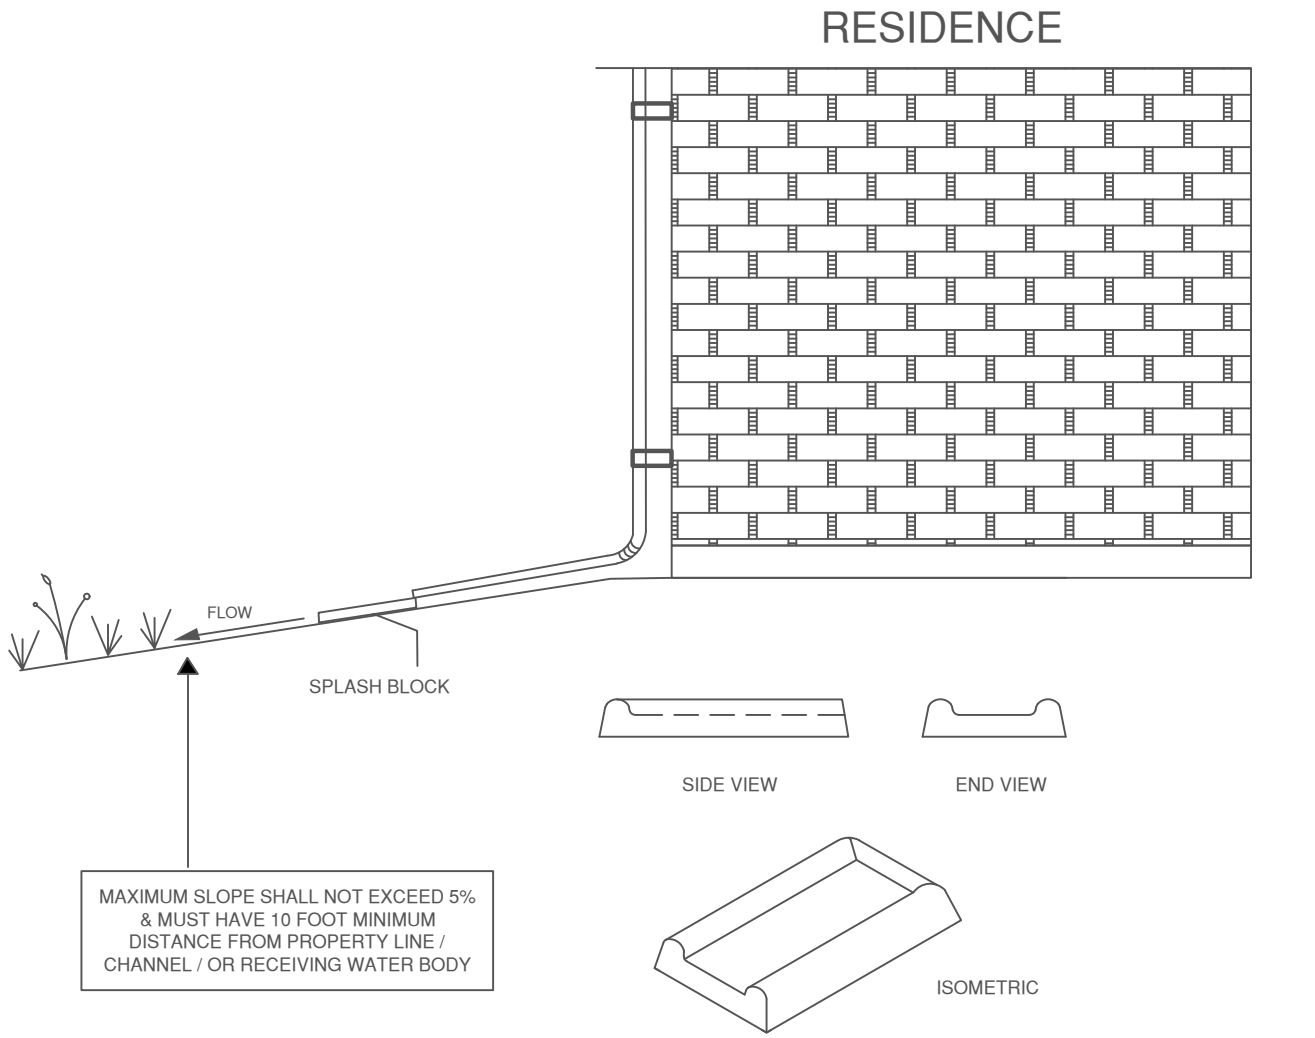 RESIDENCE
FLOW
SPLASH BLOCK
SIDE VIEW
END VIEW
MAXIMUM SLOPE SHALL NOT EXCEED 5%
& MUST HAVE 10 FOOT MINIMUM
DISTANCE FROM PROPERTY LINE /
CHANNEL / OR RECEIVING WATER BODY
ISOMETRIC